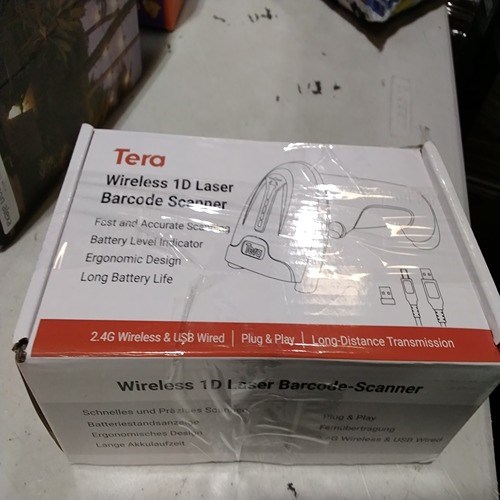 Tera
Wireless 1D Laser
Barcode Scanner
Fast and Accurate Scanning
Battery Level Indicator
Ergonomic Design
Long Battery Life
2.4G Wireless & USB Wired | Plug & Play | Long-Distance Transmission
Wireless 1D Laser Barcode-Scanner
Schnelles und Präzises Scannen
Batteriestandsanzeige
Ergonomisches Design
Lange Akkulaufzeit
Plug & Play
Fernübertragung
Wireless & USB Wired